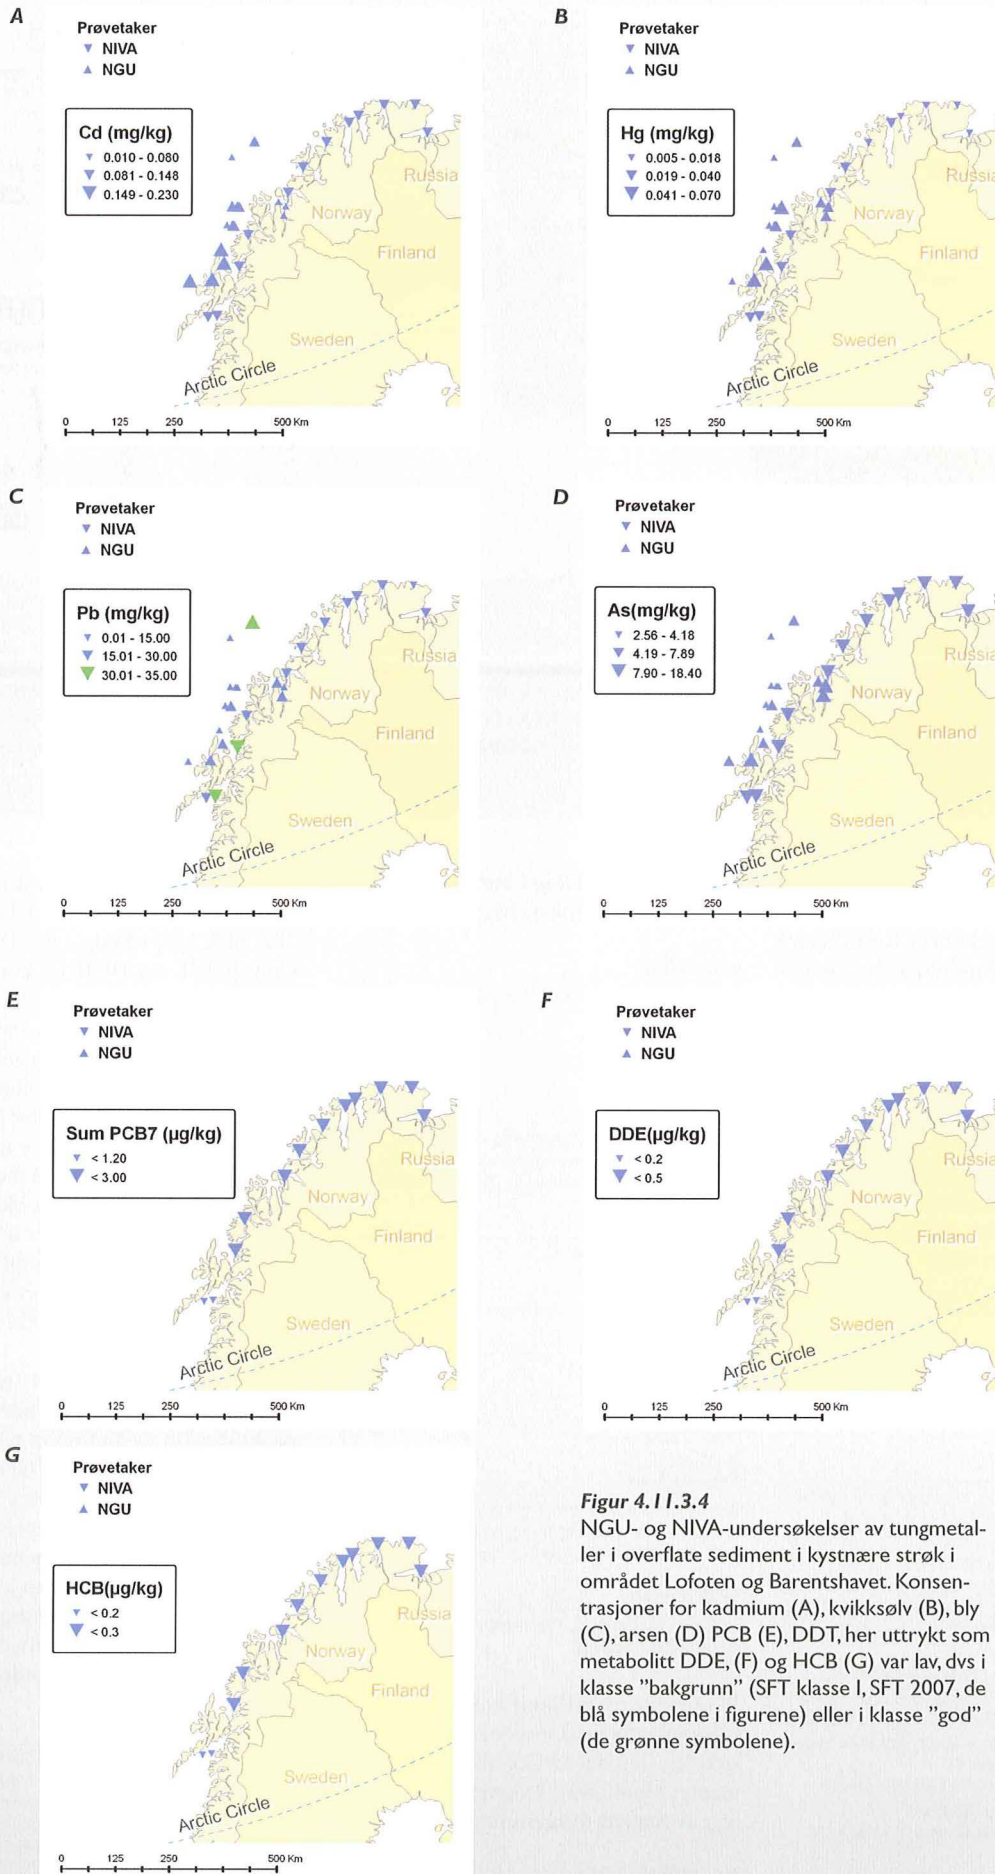 A
Prøvetaker
NIVA
NGU
Cd (mg/kg)
0.010 - 0.080
0.081 - 0.148
0.149 - 0.230
Russia
Norway
Finland
Sweden
Arctic Circle
0 125 250 500 Km
B
Prøvetaker
NIVA
NGU
Hg (mg/kg)
0.005 - 0.018
0.019 - 0.040
0.041 - 0.070
Russia
Norway
Finland
Sweden
Arctic Circle
0 125 250 500 Km
C
Prøvetaker
NIVA
NGU
Pb (mg/kg)
0.01 - 15.00
15.01 - 30.00
30.01 - 35.00
Russia
Norway
Finland
Sweden
Arctic Circle
0 125 250 500 Km
D
Prøvetaker
NIVA
NGU
As(mg/kg)
2.56 - 4.18
4.19 - 7.89
7.90 - 18.40
Russia
Norway
Finland
Sweden
Arctic Circle
0 125 250 500 Km
E
Prøvetaker
NIVA
NGU
Sum PCB7 (µg/kg)
< 1.20
< 3.00
Russia
Norway
Finland
Sweden
Arctic Circle
0 125 250 500 Km
F
Prøvetaker
NIVA
NGU
DDE(µg/kg)
< 0.2
< 0.5
Russia
Norway
Finland
Sweden
Arctic Circle
0 125 250 500 Km
G
Prøvetaker
NIVA
NGU
HCB(µg/kg)
< 0.2
< 0.3
Russia
Norway
Finland
Sweden
Arctic Circle
0 125 250 500 Km
Figur 4.11.3.4
NGU- og NIVA-undersøkelser av tungmetal-
ler i overflate sediment i kystnære strøk i
området Lofoten og Barentshavet. Konsen-
trasjoner for kadmium (A), kvikksølv (B), bly
(C), arsen (D) PCB (E), DDT, her uttrykt som
metabolitt DDE, (F) og HCB (G) var lav, dvs i
klasse "bakgrunn" (SFT klasse I, SFT 2007, de
blå symbolene i figurene) eller i klasse "god"
(de grønne symbolene).